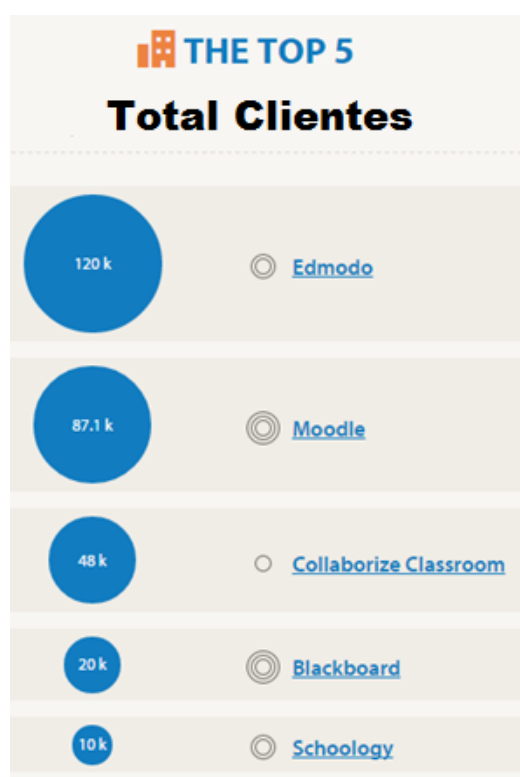 THE TOP 5
Total Clientes
120 k
Edmodo
87.1 k
Moodle
48 k
Collaborize Classroom
20 k
Blackboard
10 k
Schoology